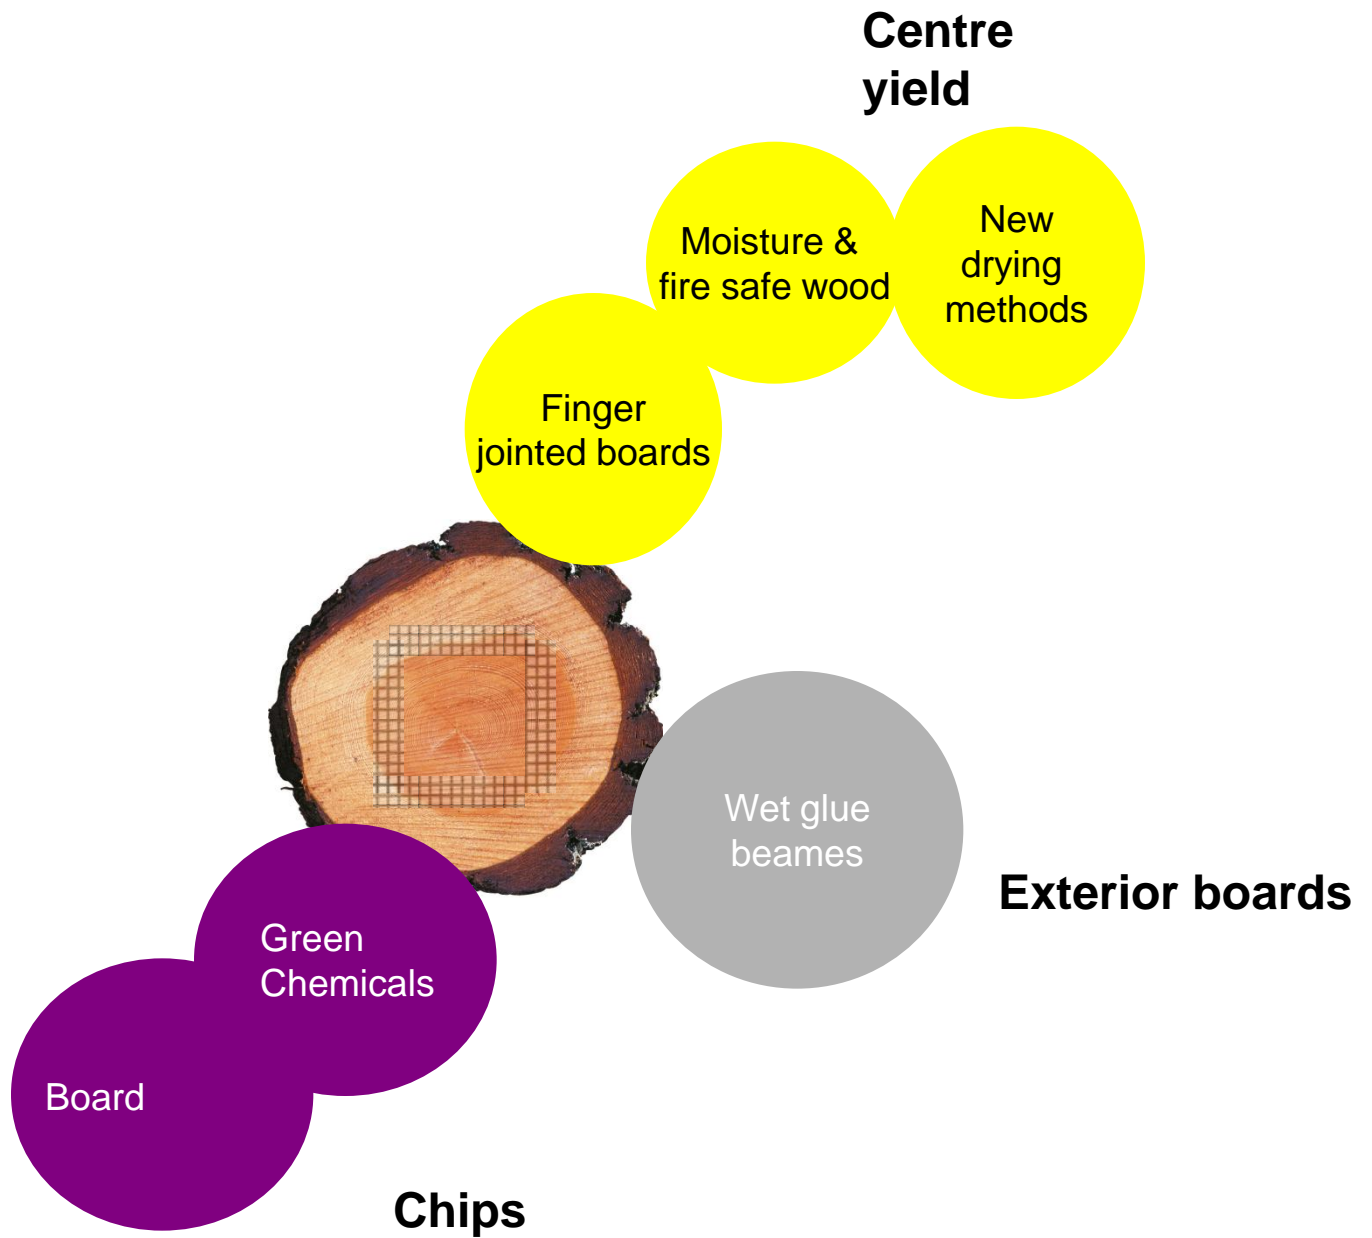 Centre
yield
Moisture &
fire safe wood
New
drying
methods
Finger
jointed boards
Wet glue
beames
Exterior boards
Green
Chemicals
Board
Chips